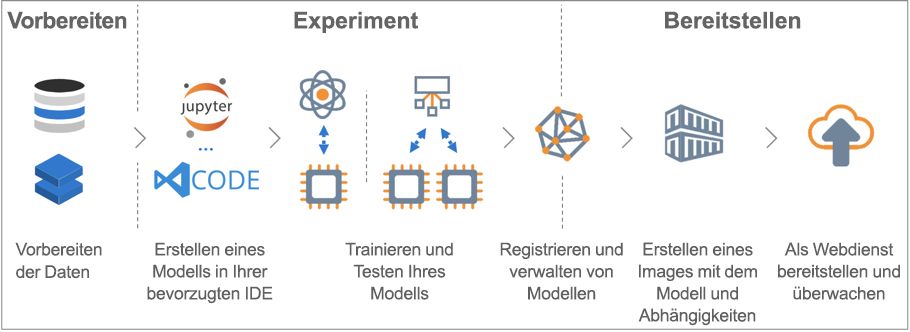 Vorbereiten
Experiment
Bereitstellen
jupyter
...
CODE
Vorbereiten
der Daten
Erstellen eines
Modells in Ihrer
bevorzugten IDE
Trainieren und
Testen Ihres
Modells
Registrieren und
verwalten von
Modellen
Erstellen eines
Images mit dem
Modell und
Abhängigkeiten
Als Webdienst
bereitstellen und
überwachen